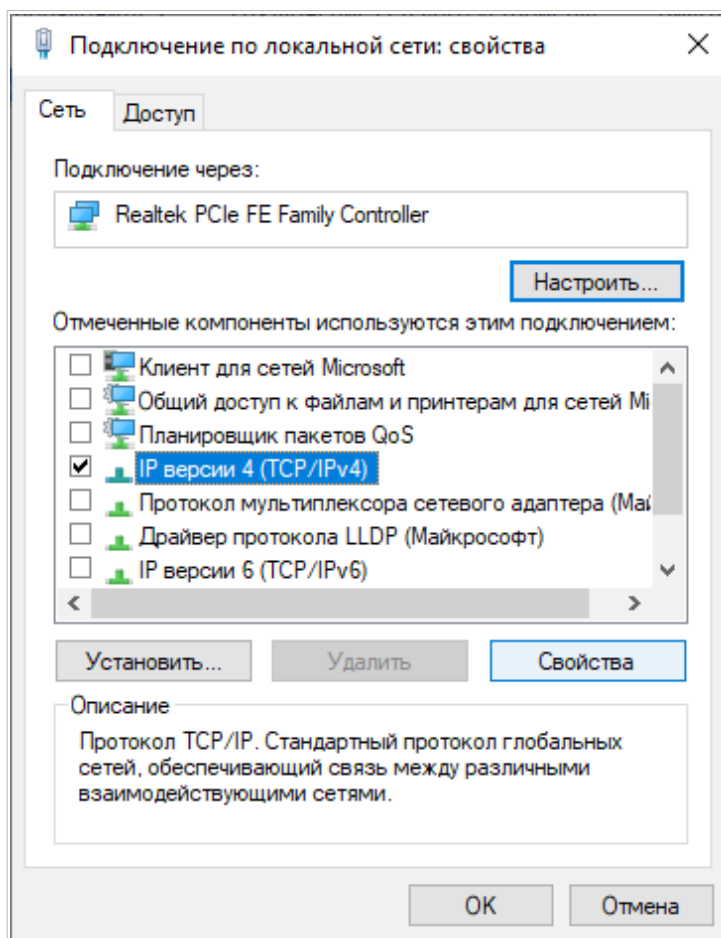 Подключение по локальной сети: свойства
Сеть
Доступ
Подключение через:
Realtek PCIe FE Family Controller
Настроить...
Отмеченные компоненты используются этим подключением:
Клиент для сетей Microsoft
Общий доступ к файлам и принтерам для сетей Mi
Планировщик пакетов QoS
IP версии 4 (TCP/IPv4)
Протокол мультиплексора сетевого адаптера (Май
Драйвер протокола LLDP (Майкрософт)
IP версии 6 (TCP/IPv6)
Установить...
Удалить
Свойства
Описание
Протокол TCP/IP. Стандартный протокол глобальных
сетей, обеспечивающий связь между различными
взаимодействующими сетями.
OK
Отмена